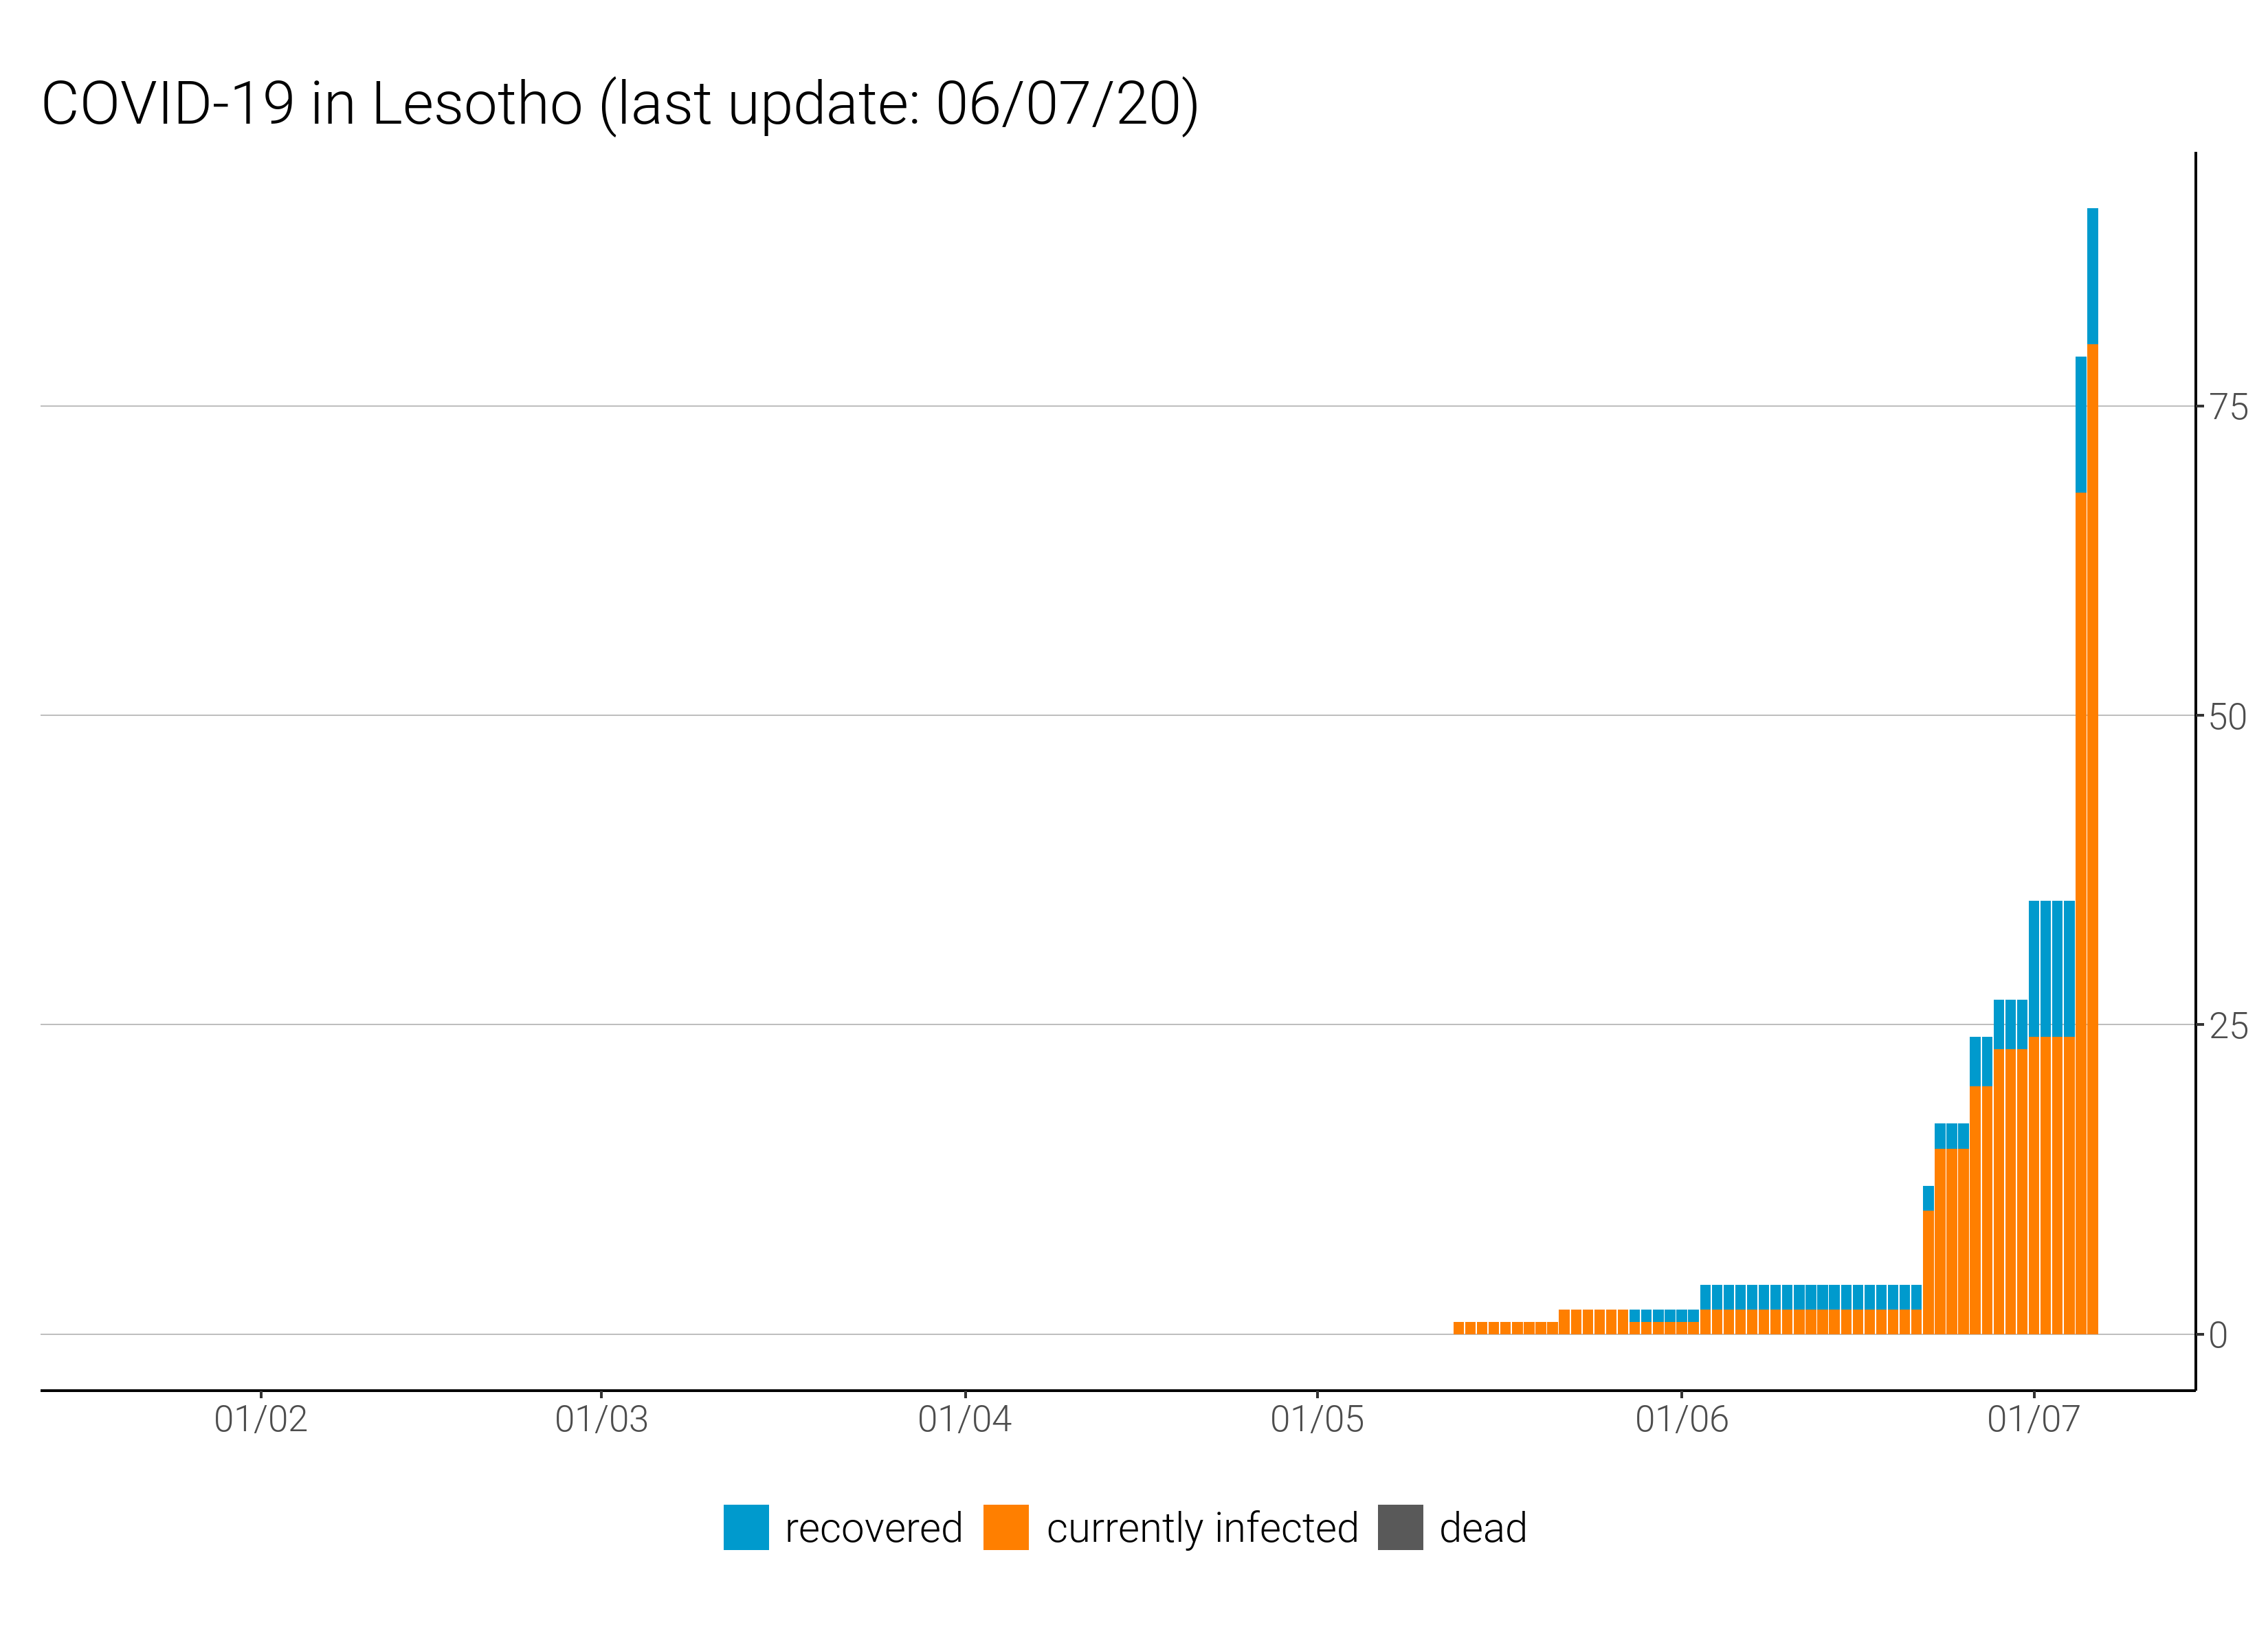 COVID-19 in Lesotho (last update: 06/07/20)
75
50
25
0
01/02 01/03 01/04 01/05 01/06 01/07
recovered currently infected dead